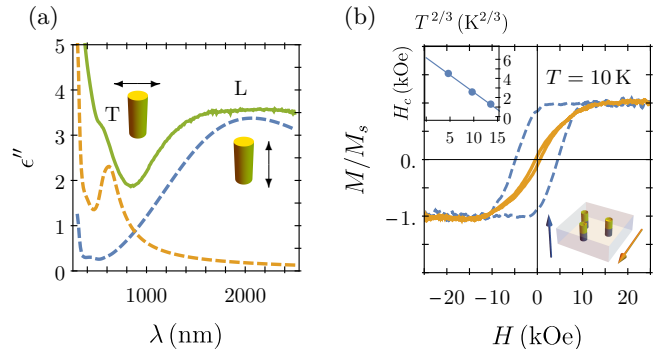 (a)
(b)
T^{2/3} (K^{2/3})
5
4
3
2
1
0
ϵ″
T
L
1000
2000
λ (nm)
H_c (kOe)
6
4
2
0
5
10
15
T = 10 K
M/M_s
1.
0.
-1.
-20
-10
0
10
20
H (kOe)